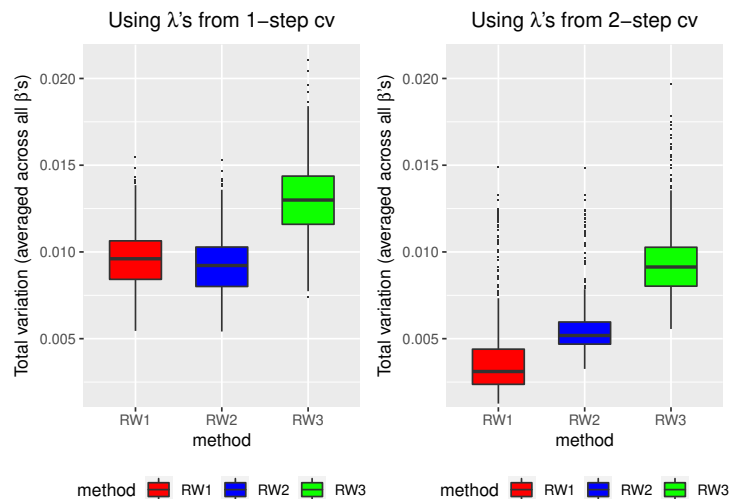 Using λ's from 1−step cv
Total variation (averaged across all β's)
0.020
0.015
0.010
0.005
RW1 RW2 RW3
method
method RW1 RW2 RW3
Using λ's from 2−step cv
Total variation (averaged across all β's)
0.020
0.015
0.010
0.005
RW1 RW2 RW3
method
method RW1 RW2 RW3